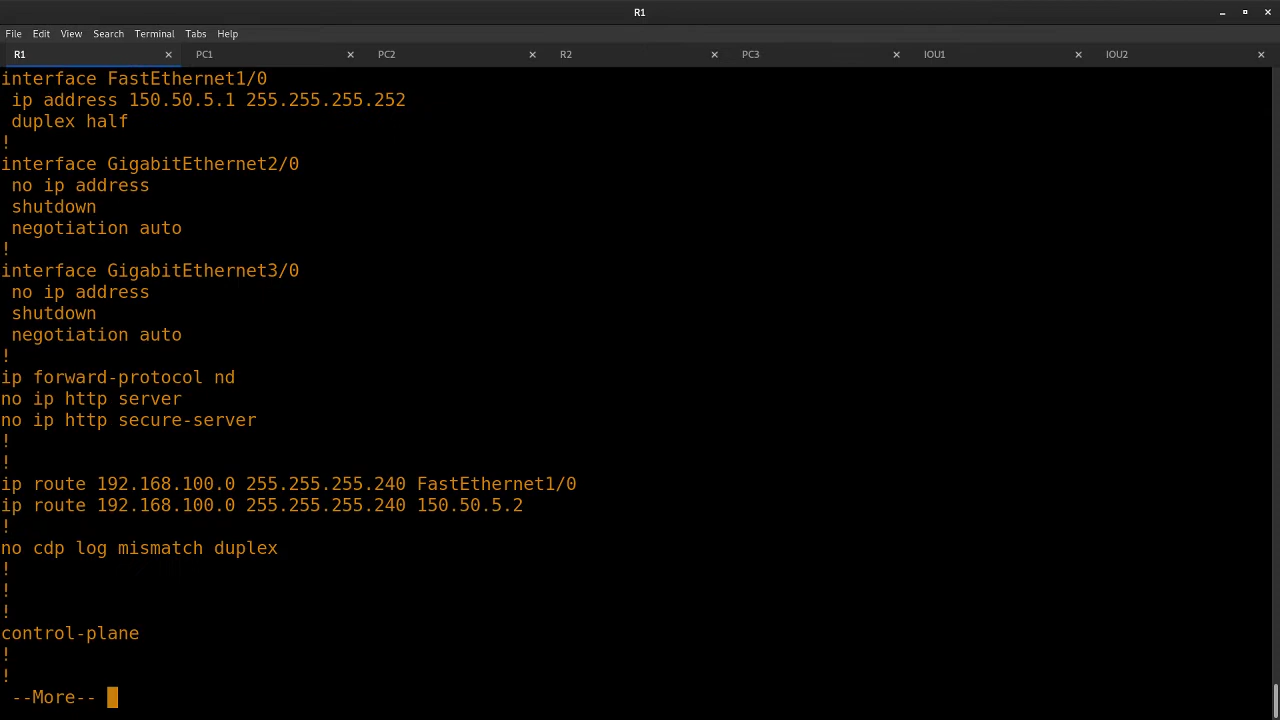 R1
File Edit View Search Terminal Tabs Help
R1 × PC1 × PC2 × R2 × PC3 × IOU1 × IOU2 ×
interface FastEthernet1/0
 ip address 150.50.5.1 255.255.255.252
 duplex half
!
interface GigabitEthernet2/0
 no ip address
 shutdown
 negotiation auto
!
interface GigabitEthernet3/0
 no ip address
 shutdown
 negotiation auto
!
ip forward-protocol nd
no ip http server
no ip http secure-server
!
!
ip route 192.168.100.0 255.255.255.240 FastEthernet1/0
ip route 192.168.100.0 255.255.255.240 150.50.5.2
!
no cdp log mismatch duplex
!
!
!
control-plane
!
!
 --More--